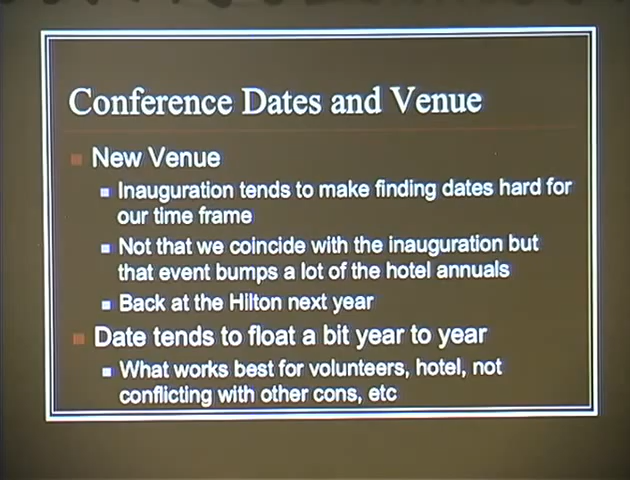 Conference Dates and Venue
New Venue
Inauguration tends to make finding dates hard for
our time frame
Not that we coincide with the inauguration but
that event bumps a lot of the hotel annuals
Back at the Hilton next year
Date tends to float a bit year to year
What works best for volunteers, hotel, not
conflicting with other cons, etc